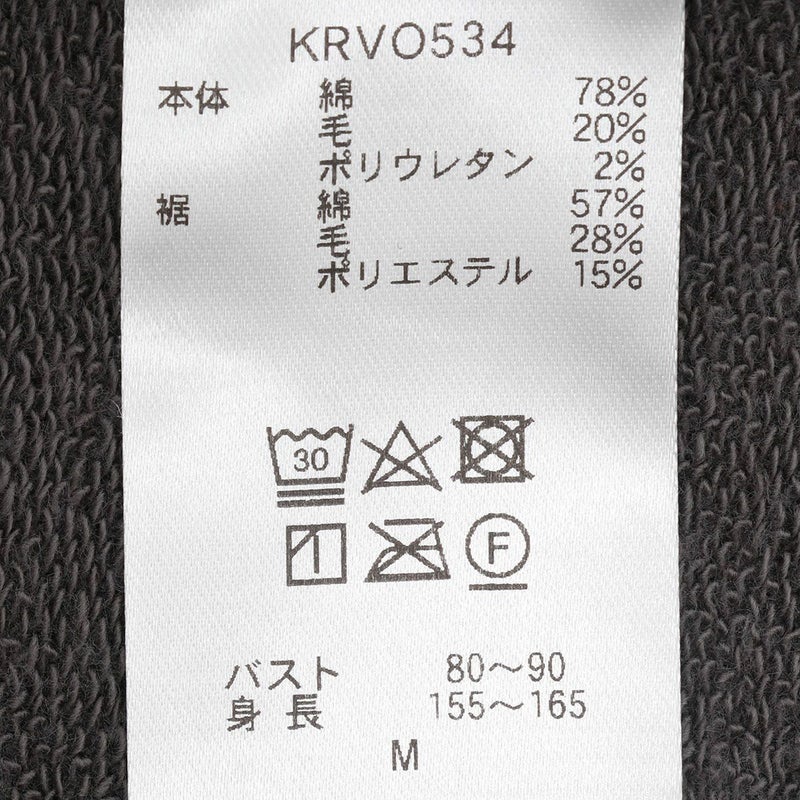 KRVO534
本体 綿 78%
毛 20%
ポリウレタン 2%
裾 綿 57%
毛 28%
ポリエステル 15%
30
F
バスト 80～90
身長 155～165
M